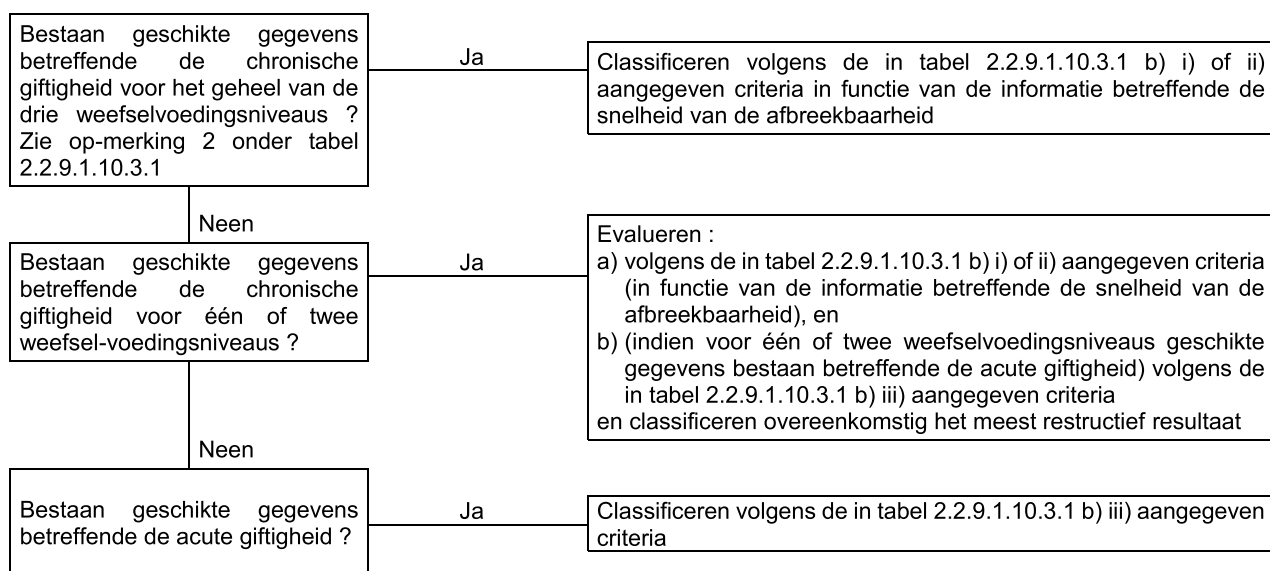 Bestaan geschikte gegevens
betreffende de chronische
giftigheid voor het geheel van de
drie weefselvoedingsniveaus ?
Zie op-merking 2 onder tabel
2.2.9.1.10.3.1
Ja
Classificeren volgens de in tabel 2.2.9.1.10.3.1 b) i) of ii)
aangegeven criteria in functie van de informatie betreffende de
snelheid van de afbreekbaarheid
Neen
Bestaan geschikte gegevens
betreffende de chronische
giftigheid voor één of twee
weefsel-voedingsniveaus ?
Ja
Evalueren :
a) volgens de in tabel 2.2.9.1.10.3.1 b) i) of ii) aangegeven criteria
(in functie van de informatie betreffende de snelheid van de
afbreekbaarheid), en
b) (indien voor één of twee weefselvoedingsniveaus geschikte
gegevens bestaan betreffende de acute giftigheid) volgens de
in tabel 2.2.9.1.10.3.1 b) iii) aangegeven criteria
en classificeren overeenkomstig het meest restructief resultaat
Neen
Bestaan geschikte gegevens
betreffende de acute giftigheid ?
Ja
Classificeren volgens de in tabel 2.2.9.1.10.3.1 b) iii) aangegeven
criteria